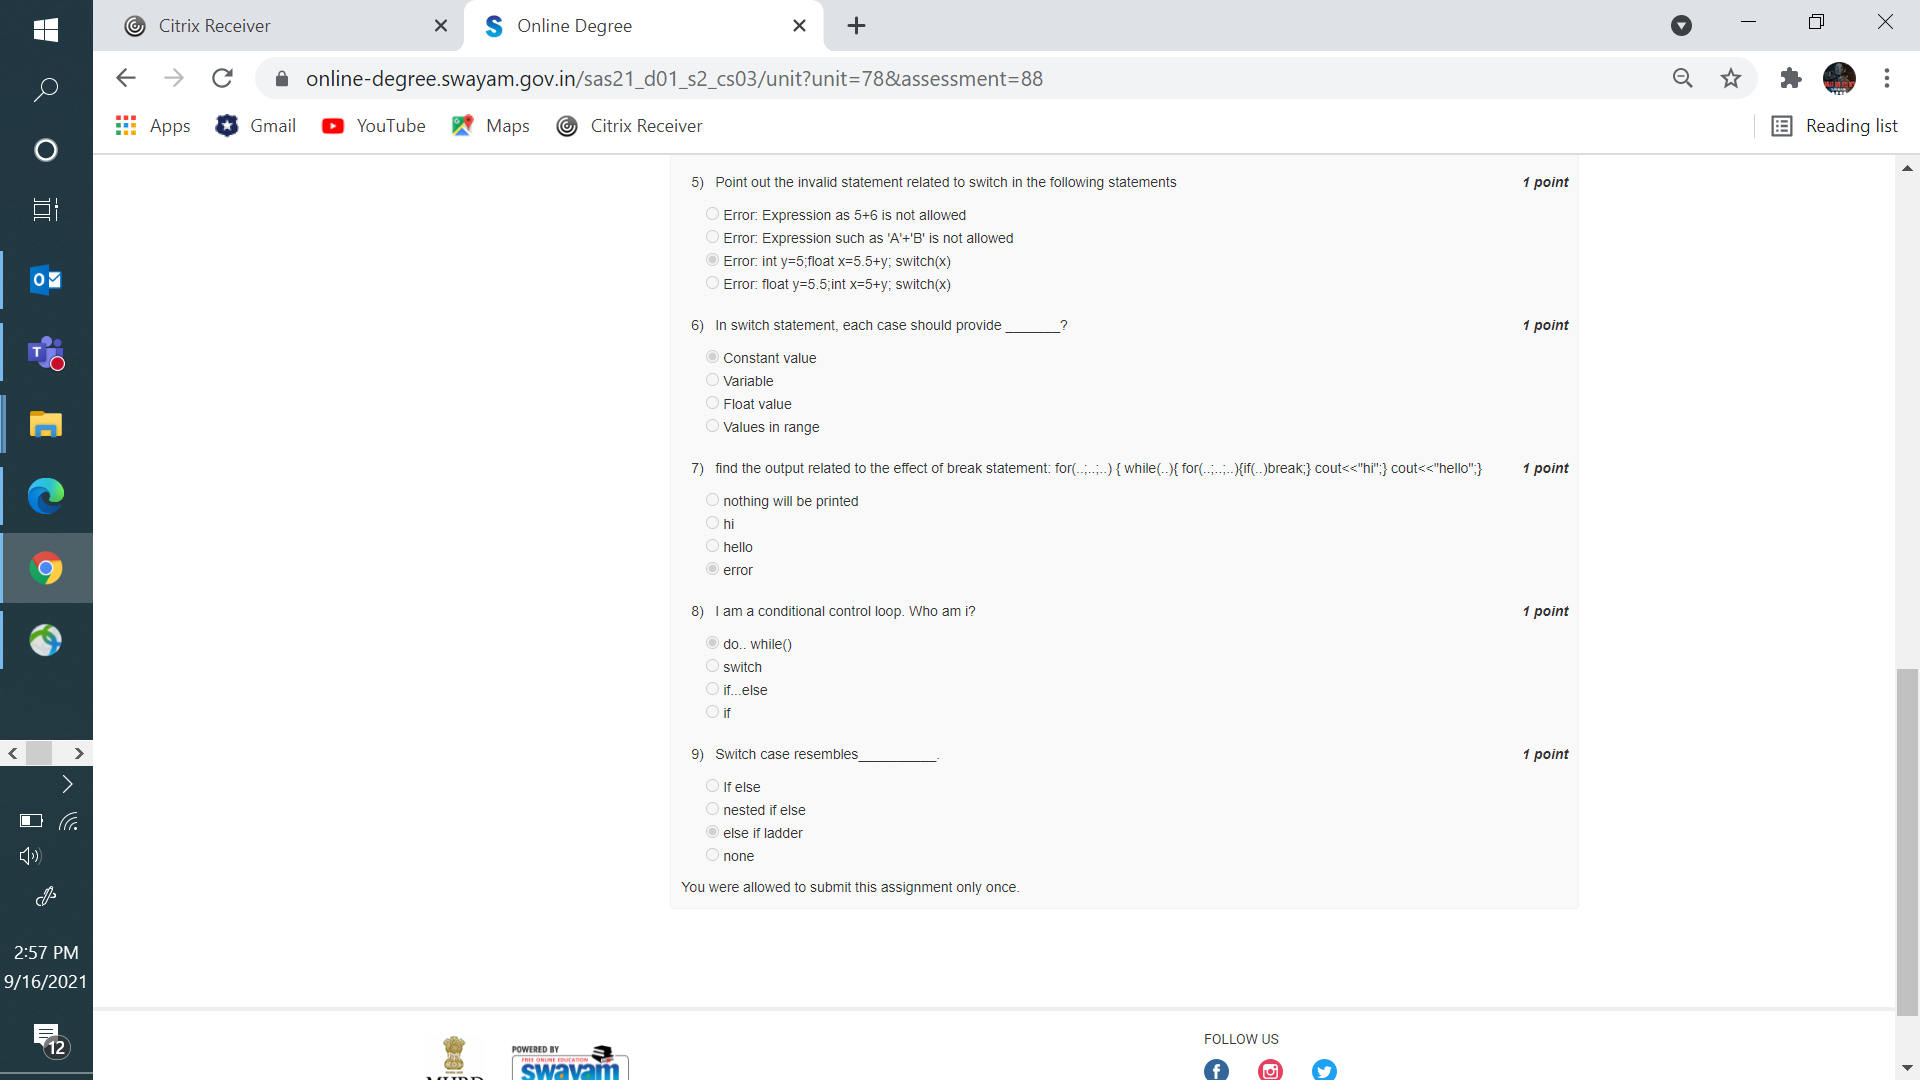 Citrix Receiver
Online Degree
online-degree.swayam.gov.in/sas21_d01_s2_cs03/unit?unit=78&assessment=88
Apps
Gmail
YouTube
Maps
Citrix Receiver
Reading list
5) Point out the invalid statement related to switch in the following statements 1 point
Error: Expression as 5+6 is not allowed
Error: Expression such as 'A'+'B' is not allowed
Error: int y=5;float x=5.5+y; switch(x)
Error: float y=5.5;int x=5+y; switch(x)
6) In switch statement, each case should provide _______? 1 point
Constant value
Variable
Float value
Values in range
7) find the output related to the effect of break statement: for(..;..;..) { while(..){ for(..;..;..){if(..)break;} cout<<"hi";} cout<<"hello";} 1 point
nothing will be printed
hi
hello
error
8) I am a conditional control loop. Who am i? 1 point
do.. while()
switch
if...else
if
9) Switch case resembles__________. 1 point
If else
nested if else
else if ladder
none
You were allowed to submit this assignment only once.
2:57 PM
9/16/2021
12
FOLLOW US
POWERED BY
FREE ONLINE EDUCATION
swayam
MHRD